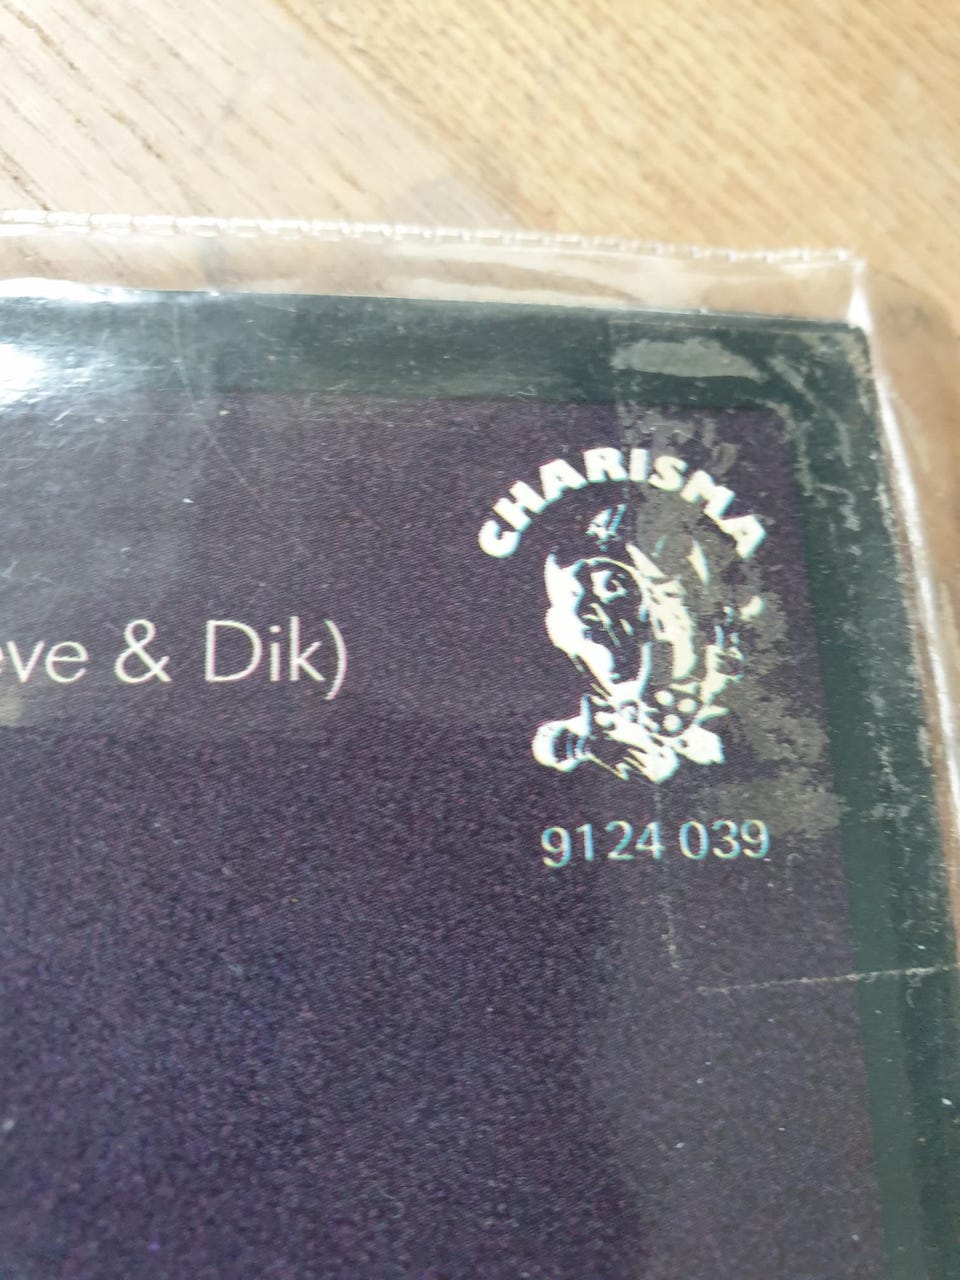 CHARISMA
eve & Dik)
9124 039